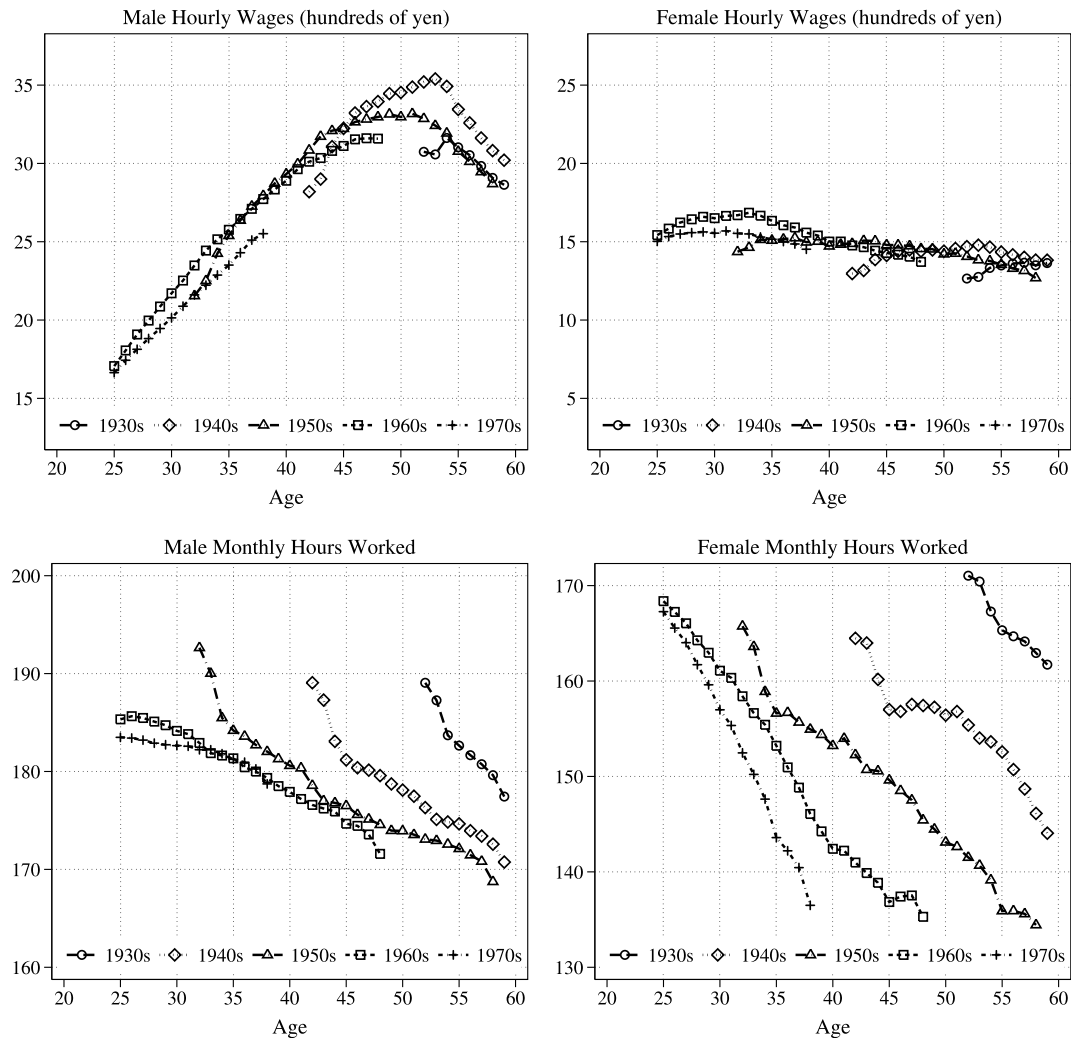 Male Hourly Wages (hundreds of yen)
35
30
25
20
15
1930s 1940s 1950s 1960s 1970s
20 25 30 35 40 45 50 55 60
Age
Female Hourly Wages (hundreds of yen)
25
20
15
10
5
1930s 1940s 1950s 1960s 1970s
20 25 30 35 40 45 50 55 60
Age
Male Monthly Hours Worked
200
190
180
170
160
1930s 1940s 1950s 1960s 1970s
20 25 30 35 40 45 50 55 60
Age
Female Monthly Hours Worked
170
160
150
140
130
1930s 1940s 1950s 1960s 1970s
20 25 30 35 40 45 50 55 60
Age